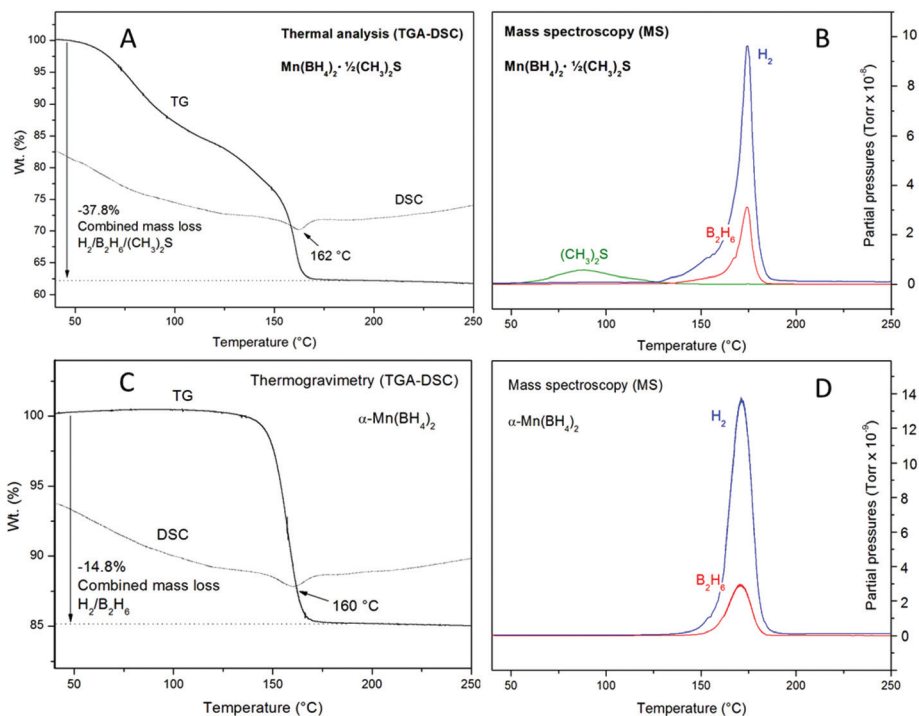 A
Thermal analysis (TGA-DSC)
Mn(BH₄)₂· ½(CH₃)₂S
TG
DSC
162 °C
-37.8%
Combined mass loss
H₂/B₂H₆/(CH₃)₂S
Wt. (%)
100
95
90
85
80
75
70
65
60
50 100 150 200 250
Temperature (°C)
Mass spectroscopy (MS)
B
Mn(BH₄)₂· ½(CH₃)₂S
H₂
B₂H₆
(CH₃)₂S
Partial pressures (Torr x 10⁻⁸)
10
8
6
4
2
0
50 100 150 200 250
Temperature (°C)
C
Thermogravimetry (TGA-DSC)
α-Mn(BH₄)₂
TG
DSC
160 °C
-14.8%
Combined mass loss
H₂/B₂H₆
Wt. (%)
100
95
90
85
50 100 150 200 250
Temperature (°C)
Mass spectroscopy (MS)
D
α-Mn(BH₄)₂
H₂
B₂H₆
Partial pressures (Torr x 10⁻⁹)
14
12
10
8
6
4
2
0
50 100 150 200 250
Temperature (°C)